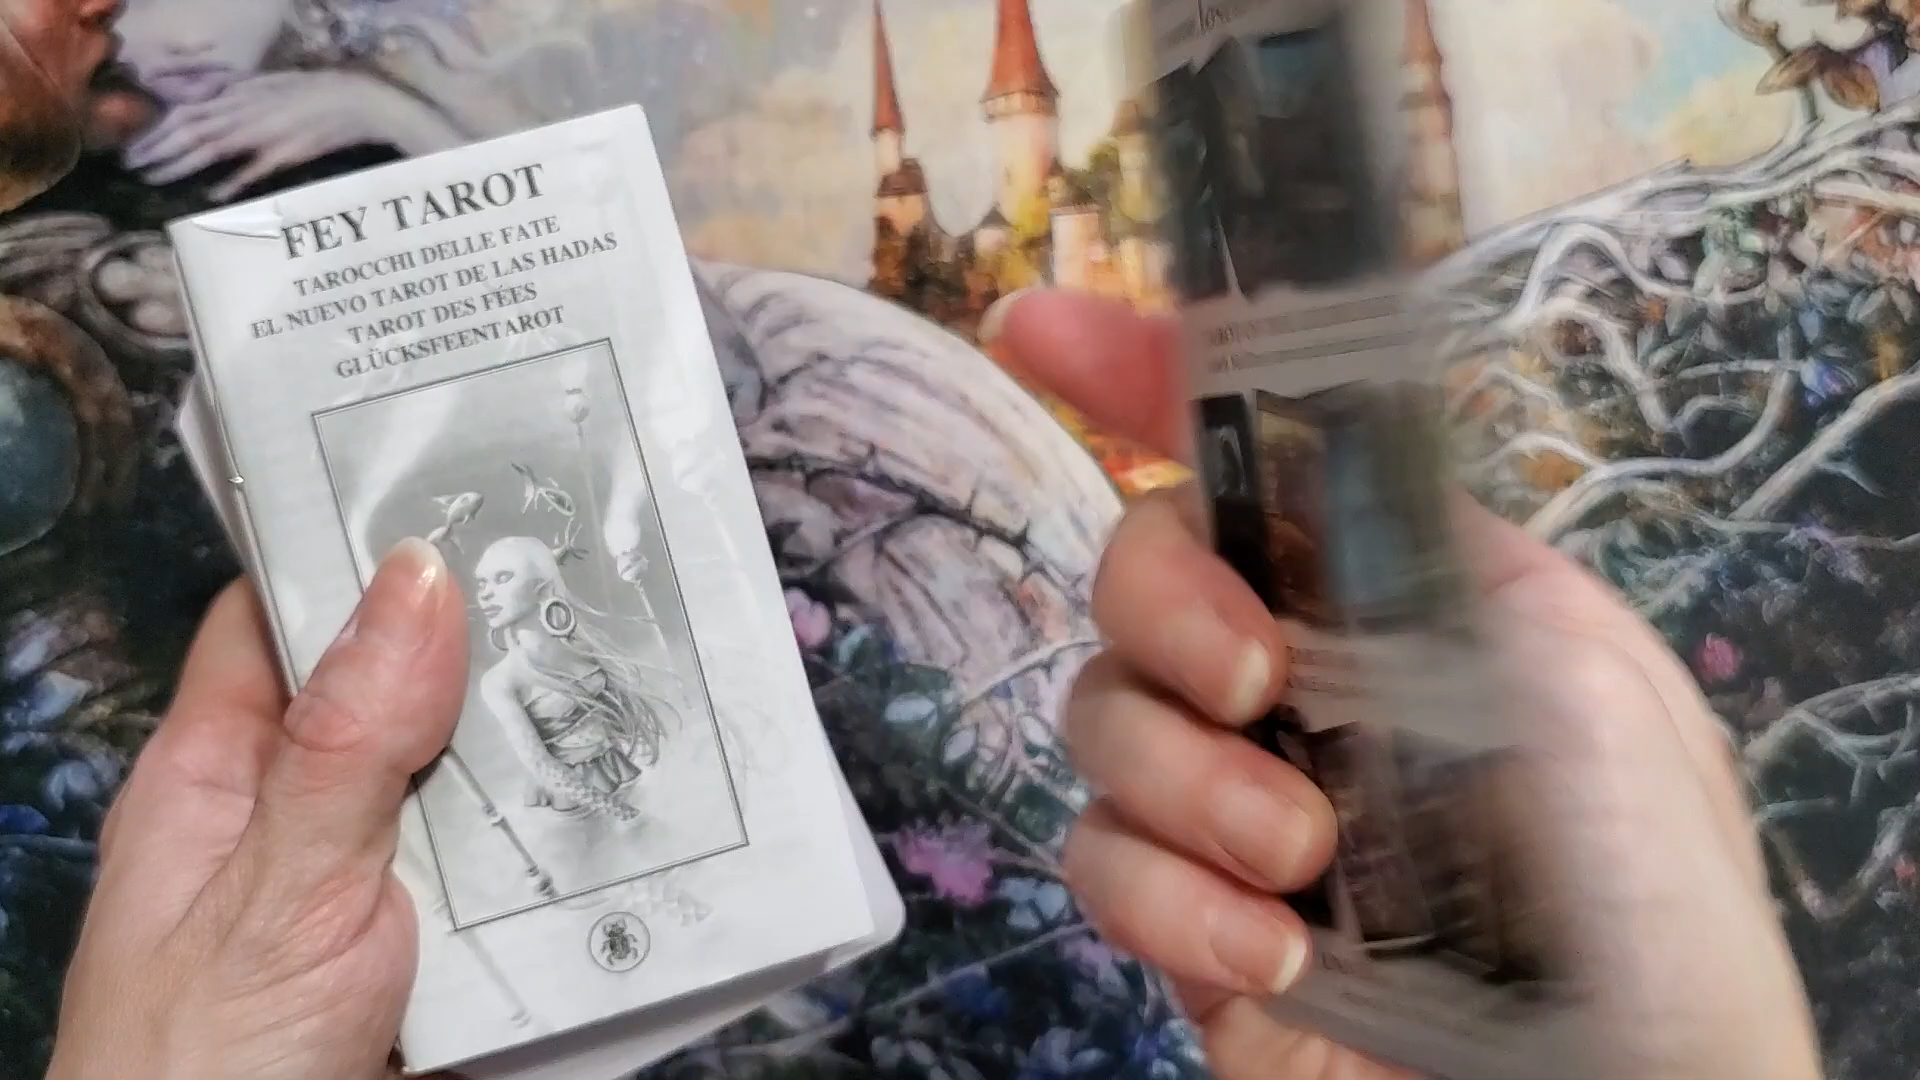 FEY TAROT
TAROCCHI DELLE FATE
EL NUEVO TAROT DE LAS HADAS
TAROT DES FÉES
GLÜCKSFEENTAROT